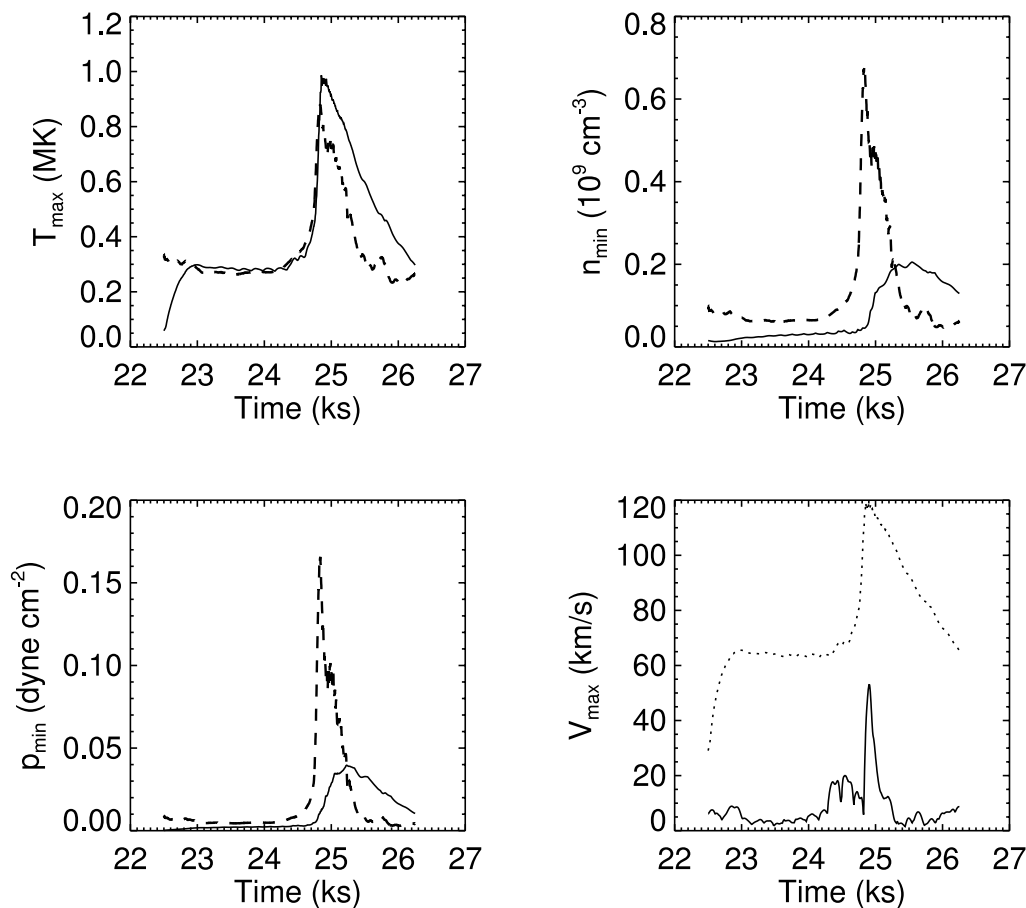 1.2
1.0
0.8
0.6
0.4
0.2
0.0
T_max (MK)
22 23 24 25 26 27
Time (ks)
0.8
0.6
0.4
0.2
0.0
n_min (10^9 cm^-3)
22 23 24 25 26 27
Time (ks)
0.20
0.15
0.10
0.05
0.00
p_min (dyne cm^-2)
22 23 24 25 26 27
Time (ks)
120
100
80
60
40
20
0
V_max (km/s)
22 23 24 25 26 27
Time (ks)